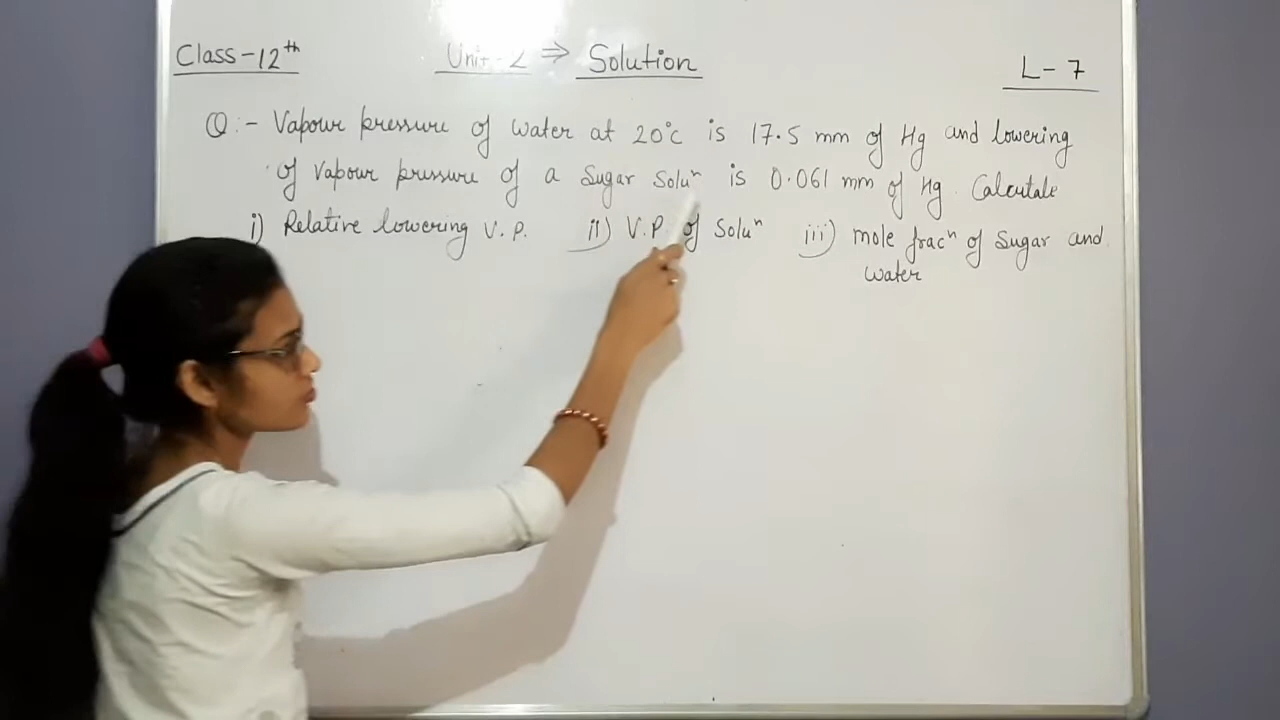 Class-12th
Unit-2 ⇒ Solution
L-7
Q:- Vapour pressure of water at 20°c is 17.5 mm of Hg and lowering
of vapour pressure of a sugar soluⁿ is 0.061 mm of Hg. Calculate
i) Relative lowering V.P. ii) V.P. of Soluⁿ iii) mole fracⁿ of sugar and
water